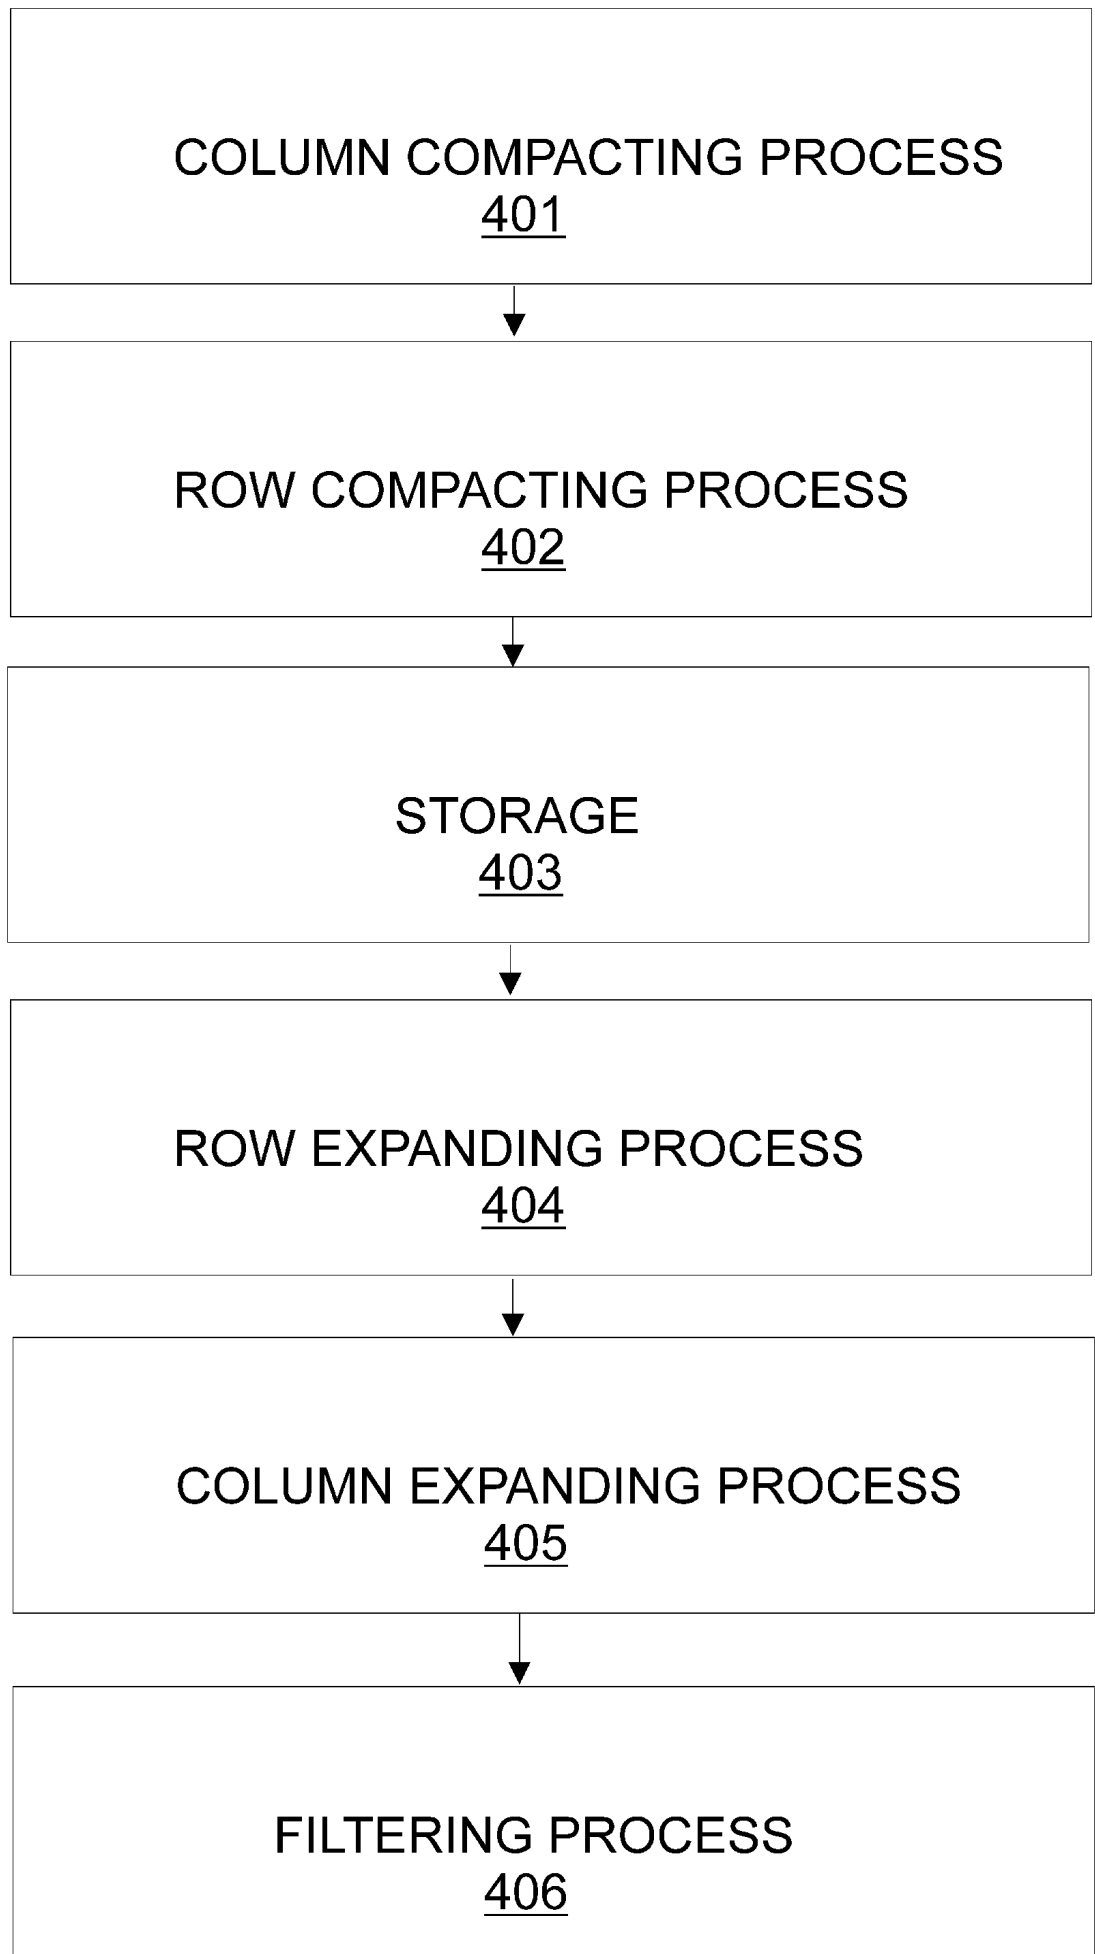 COLUMN COMPACTING PROCESS
401
ROW COMPACTING PROCESS
402
STORAGE
403
ROW EXPANDING PROCESS
404
COLUMN EXPANDING PROCESS
405
FILTERING PROCESS
406